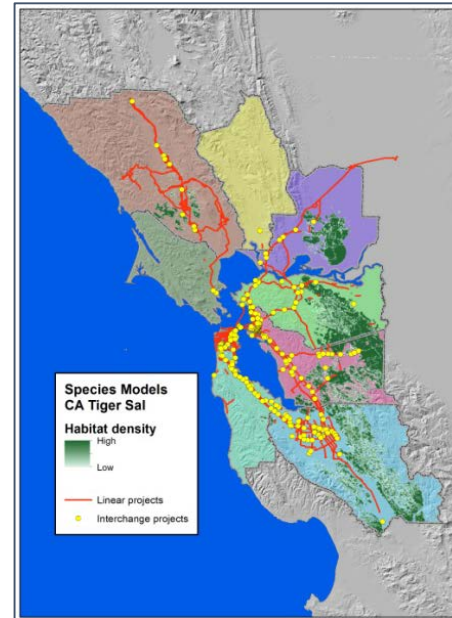 Species Models
CA Tiger Sal
Habitat density
High
Low
Linear projects
Interchange projects